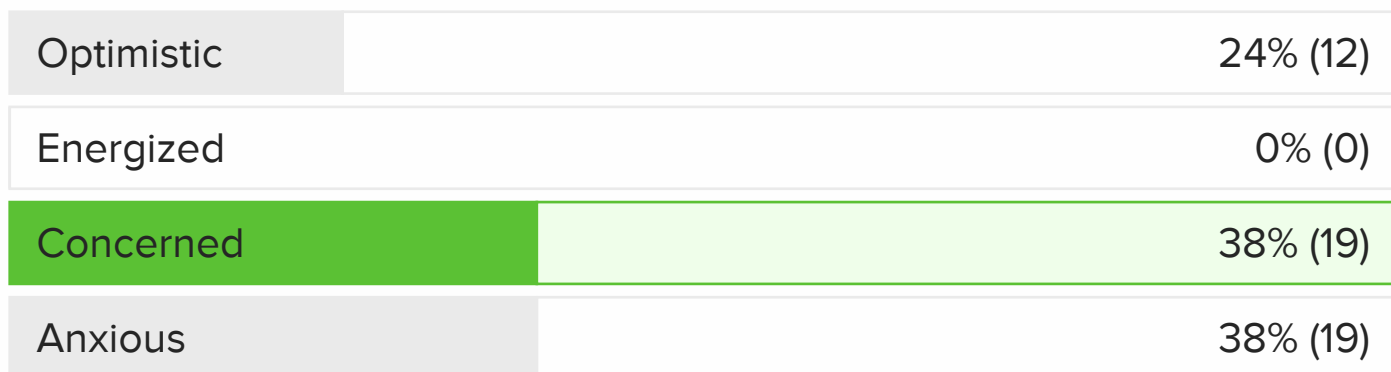 Optimistic 24% (12)
Energized 0% (0)
Concerned 38% (19)
Anxious 38% (19)